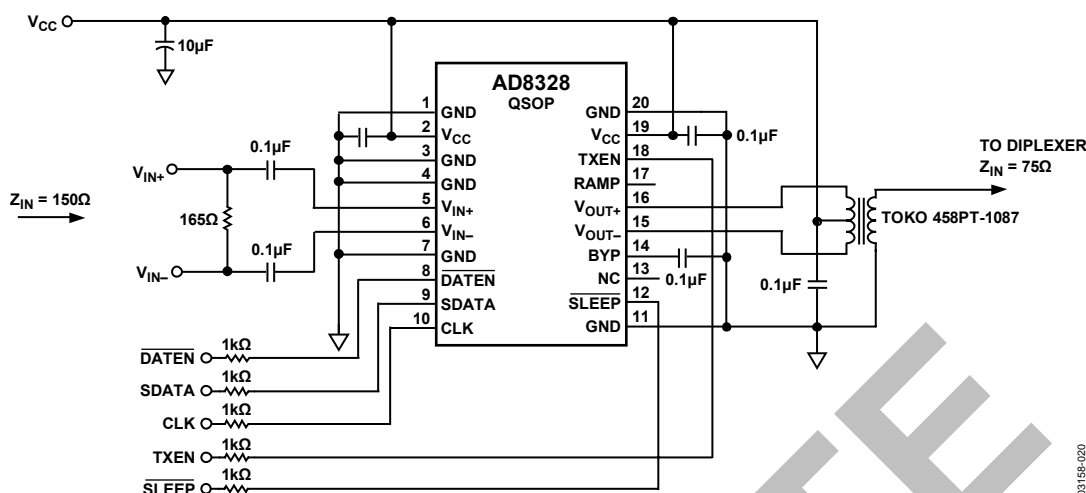 VCC
10µF
AD8328
QSOP
1 GND
2 VCC
3 GND
4 GND
5 VIN+
6 VIN–
7 GND
8 DATEN
9 SDATA
10 CLK
GND 20
VCC 19
TXEN 18
RAMP 17
VOUT+ 16
VOUT– 15
BYP 14
NC 13
SLEEP 12
GND 11
0.1µF
0.1µF
0.1µF
TO DIPLEXER
ZIN = 75Ω
TOKO 458PT-1087
0.1µF
VIN+
0.1µF
ZIN = 150Ω
165Ω
0.1µF
VIN–
DATEN 1kΩ
SDATA 1kΩ
CLK 1kΩ
TXEN 1kΩ
SLEEP 1kΩ
03158-020